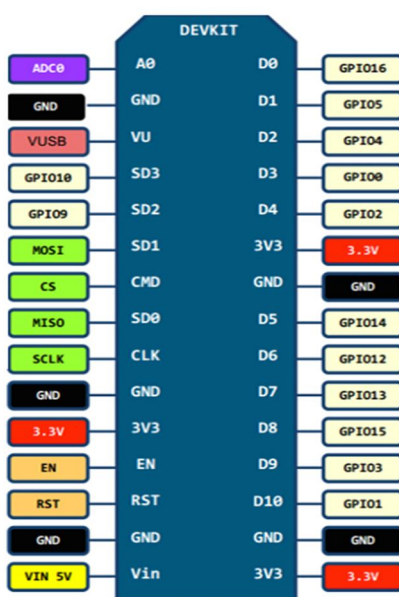 DEVKIT
ADC0 A0 D0 GPIO16
GND GND D1 GPIO5
VUSB VU D2 GPIO4
GPIO10 SD3 D3 GPIO0
GPIO9 SD2 D4 GPIO2
MOSI SD1 3V3 3.3V
CS CMD GND GND
MISO SD0 D5 GPIO14
SCLK CLK D6 GPIO12
GND GND D7 GPIO13
3.3V 3V3 D8 GPIO15
EN EN D9 GPIO3
RST RST D10 GPIO1
GND GND GND GND
VIN 5V Vin 3V3 3.3V